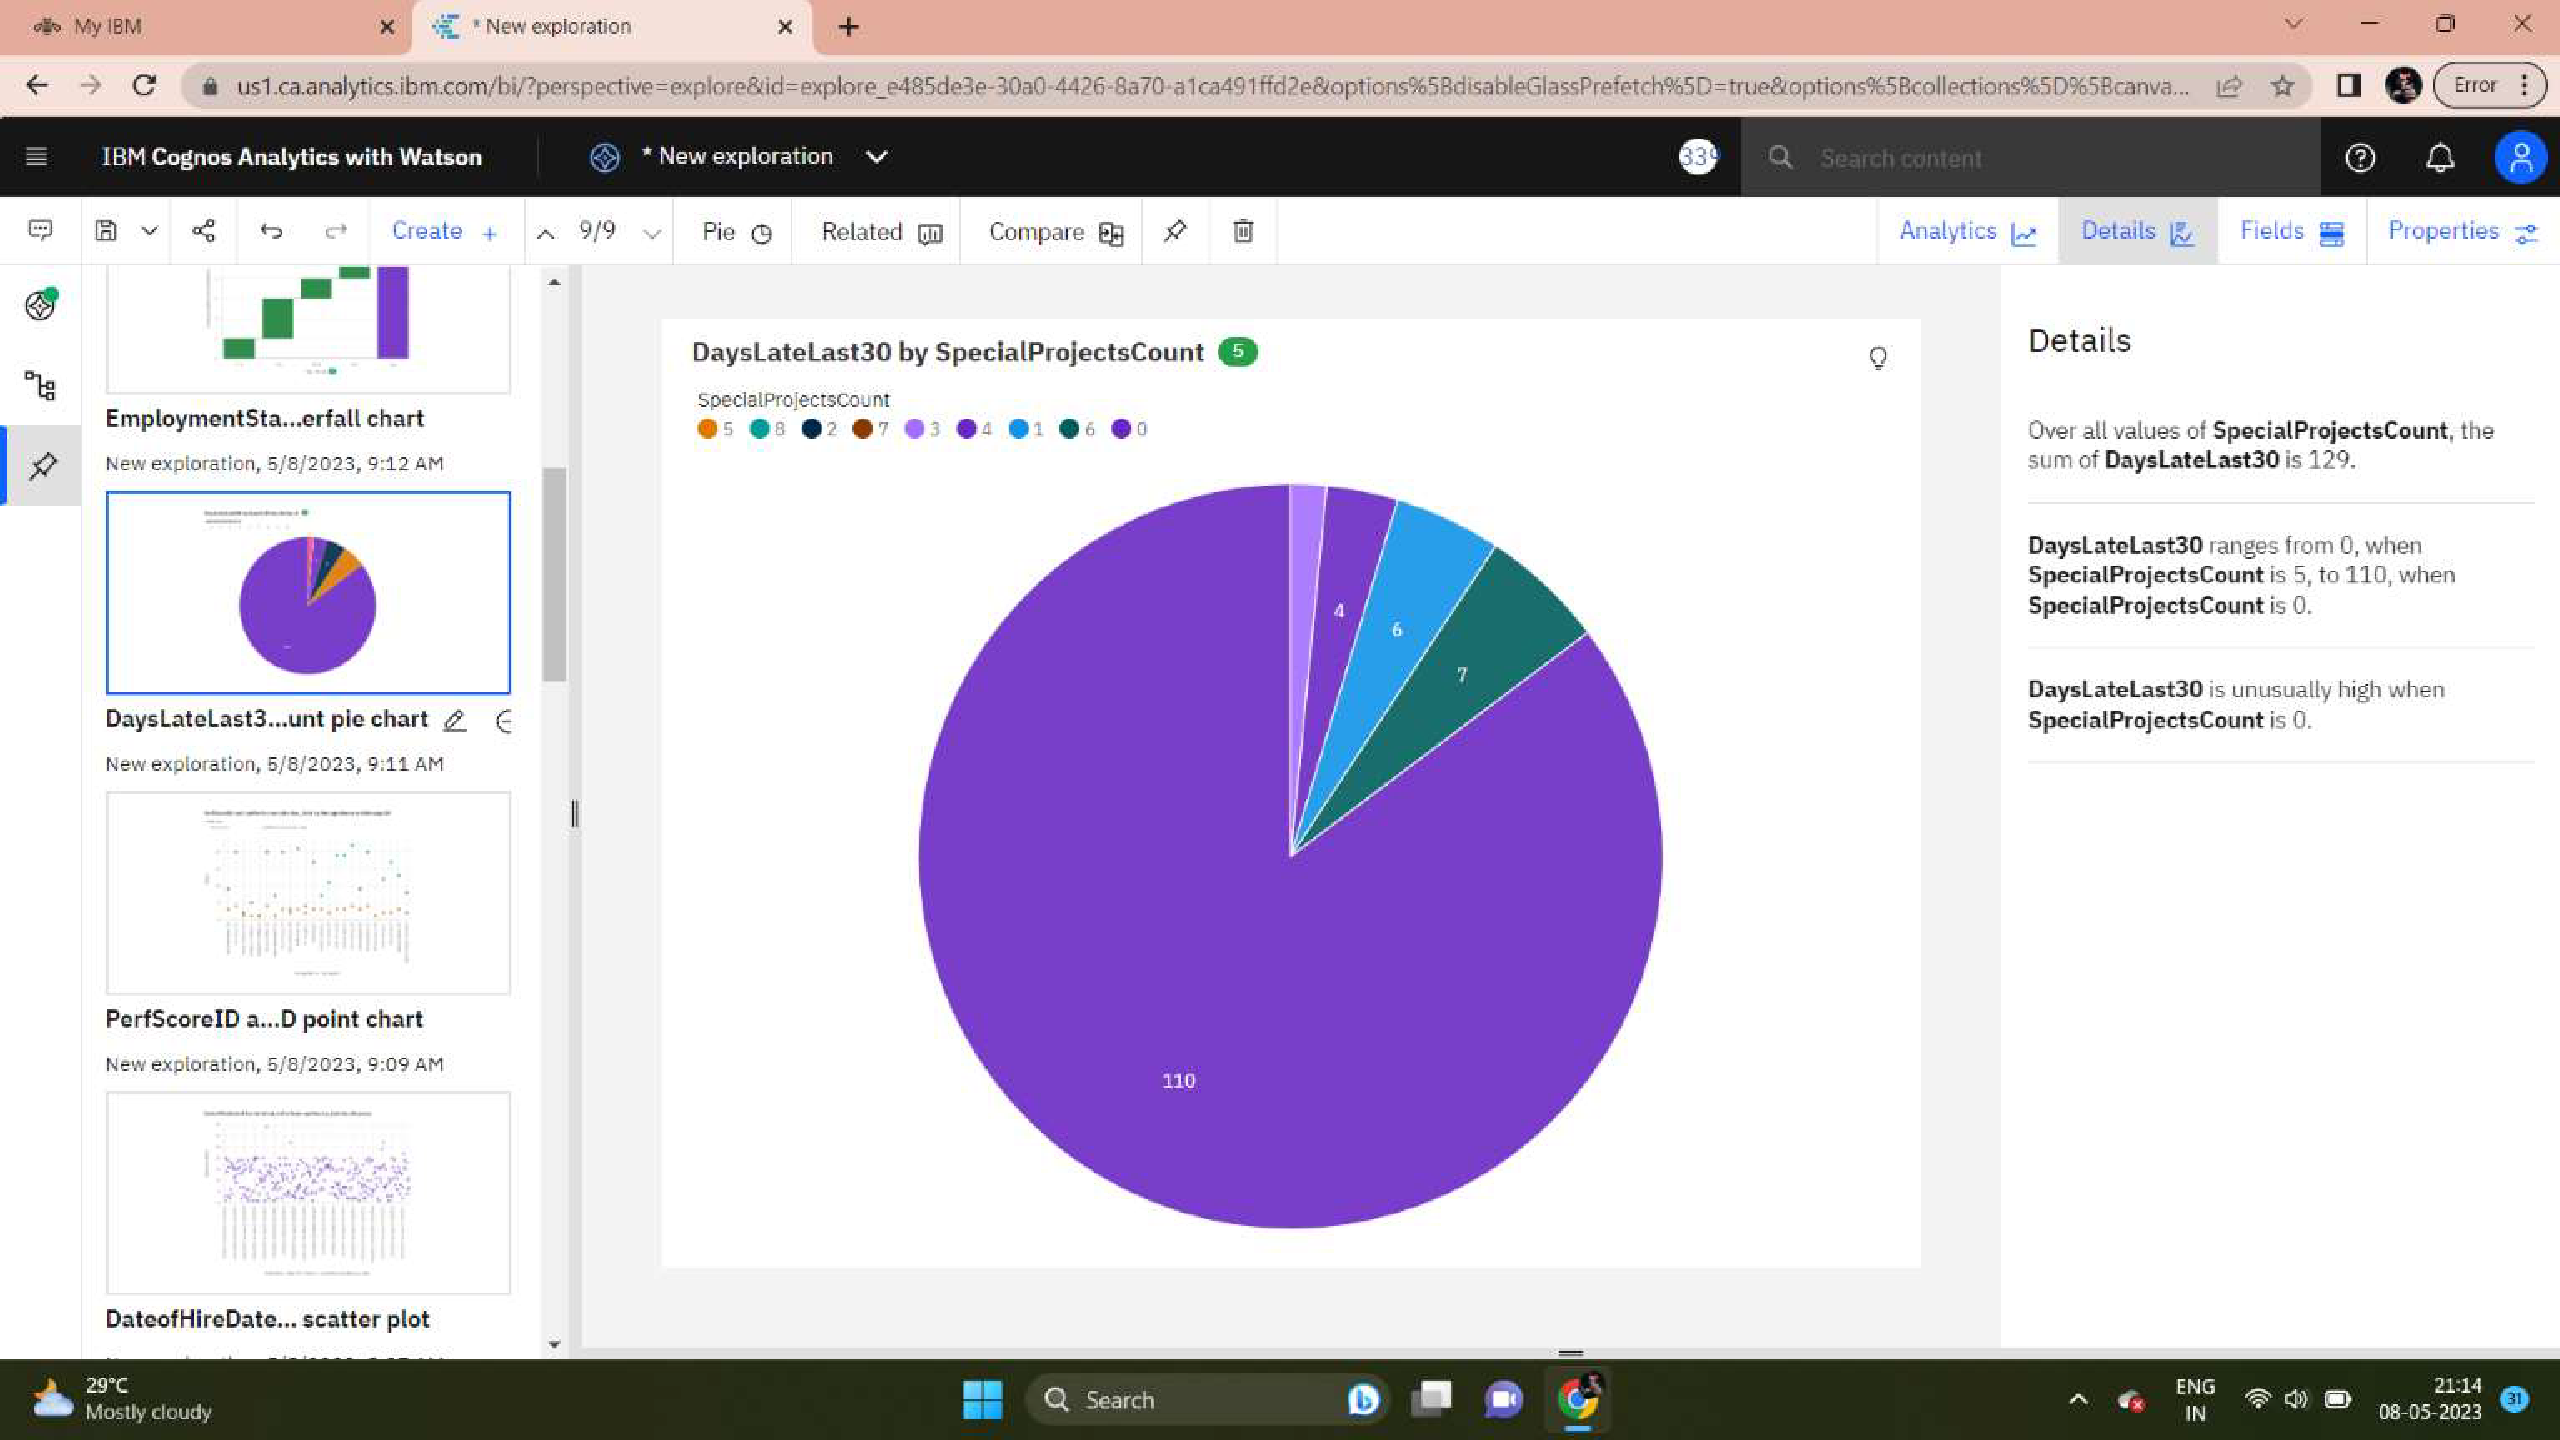 My IBM
* New exploration
us1.ca.analytics.ibm.com/bi/?perspective=explore&id=explore_e485de3e-30a0-4426-8a70-a1ca491ffd2e&options%5BdisableGlassPrefetch%5D=true&options%5Bcollections%5D%5Bcanva...
Error
IBM Cognos Analytics with Watson
* New exploration
339
Search content
Create +
9/9
Pie
Related
Compare
Analytics
Details
Fields
Properties
EmploymentSta...erfall chart
New exploration, 5/8/2023, 9:12 AM
DaysLateLast3...unt pie chart
New exploration, 5/8/2023, 9:11 AM
PerfScoreID a...D point chart
New exploration, 5/8/2023, 9:09 AM
DateofHireDate... scatter plot
DaysLateLast30 by SpecialProjectsCount 5
SpecialProjectsCount
5 8 2 7 3 4 1 6 0
4
6
7
110
Details
Over all values of SpecialProjectsCount, the
sum of DaysLateLast30 is 129.
DaysLateLast30 ranges from 0, when
SpecialProjectsCount is 5, to 110, when
SpecialProjectsCount is 0.
DaysLateLast30 is unusually high when
SpecialProjectsCount is 0.
29°C
Mostly cloudy
Search
ENG
IN
21:14
08-05-2023
31